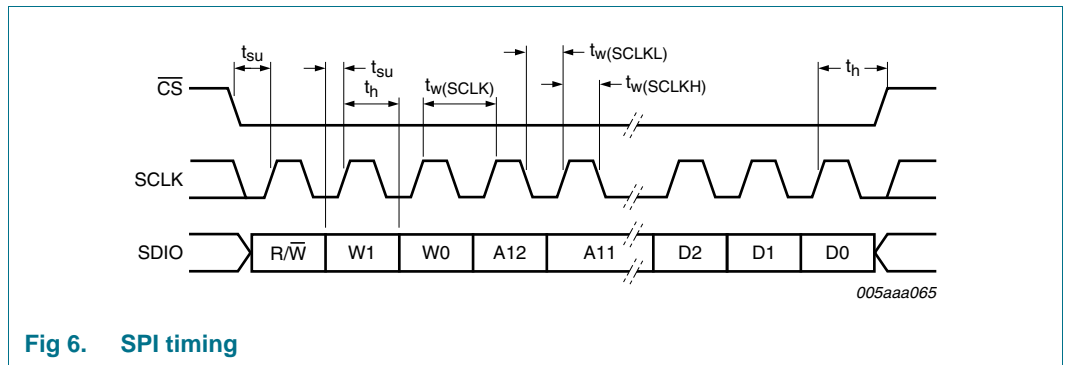 tsu
tsu
th
tw(SCLK)
tw(SCLKL)
tw(SCLKH)
th
CS
SCLK
SDIO R/W W1 W0 A12 A11 D2 D1 D0
005aaa065
Fig 6. SPI timing